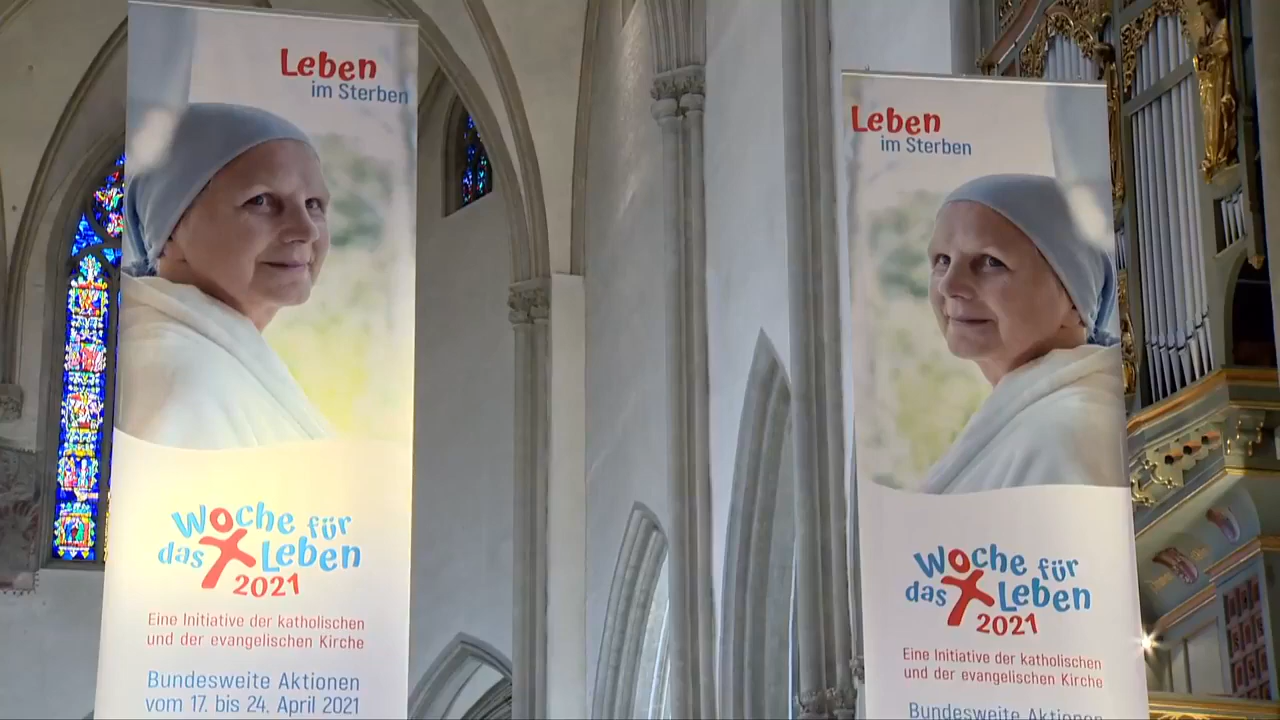 Leben
im Sterben
Woche für
das Leben
2021
Eine Initiative der katholischen
und der evangelischen Kirche
Bundesweite Aktionen
vom 17. bis 24. April 2021
Leben
im Sterben
Woche für
das Leben
2021
Eine Initiative der katholischen
und der evangelischen Kirche
Bundesweite Aktionen